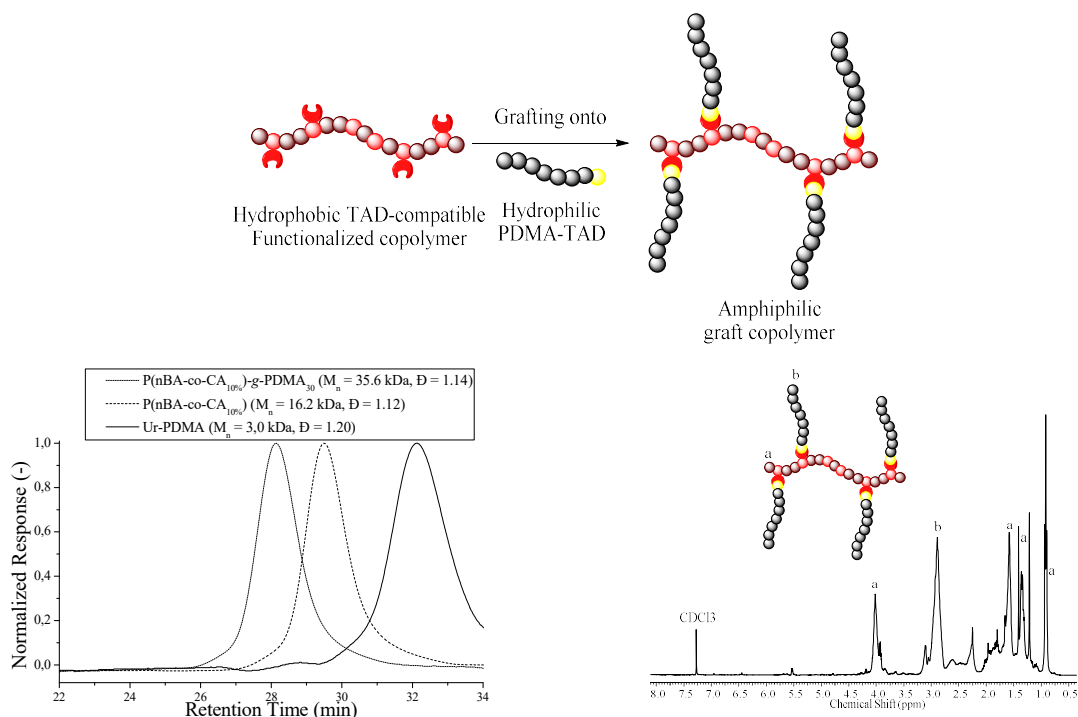 Grafting onto
Hydrophobic TAD-compatible
Functionalized copolymer
Hydrophilic
PDMA-TAD
Amphiphilic
graft copolymer
P(nBA-co-CA10%)-g-PDMA30 (Mn = 35.6 kDa, Đ = 1.14)
P(nBA-co-CA10%) (Mn = 16.2 kDa, Đ = 1.12)
Ur-PDMA (Mn = 3,0 kDa, Đ = 1.20)
Normalized Response (-)
1,0
0,8
0,6
0,4
0,2
0,0
22 24 26 28 30 32 34
Retention Time (min)
b
a
b
a
a
a
a
CDCl3
8.0 7.5 7.0 6.5 6.0 5.5 5.0 4.5 4.0 3.5 3.0 2.5 2.0 1.5 1.0 0.5
Chemical Shift (ppm)